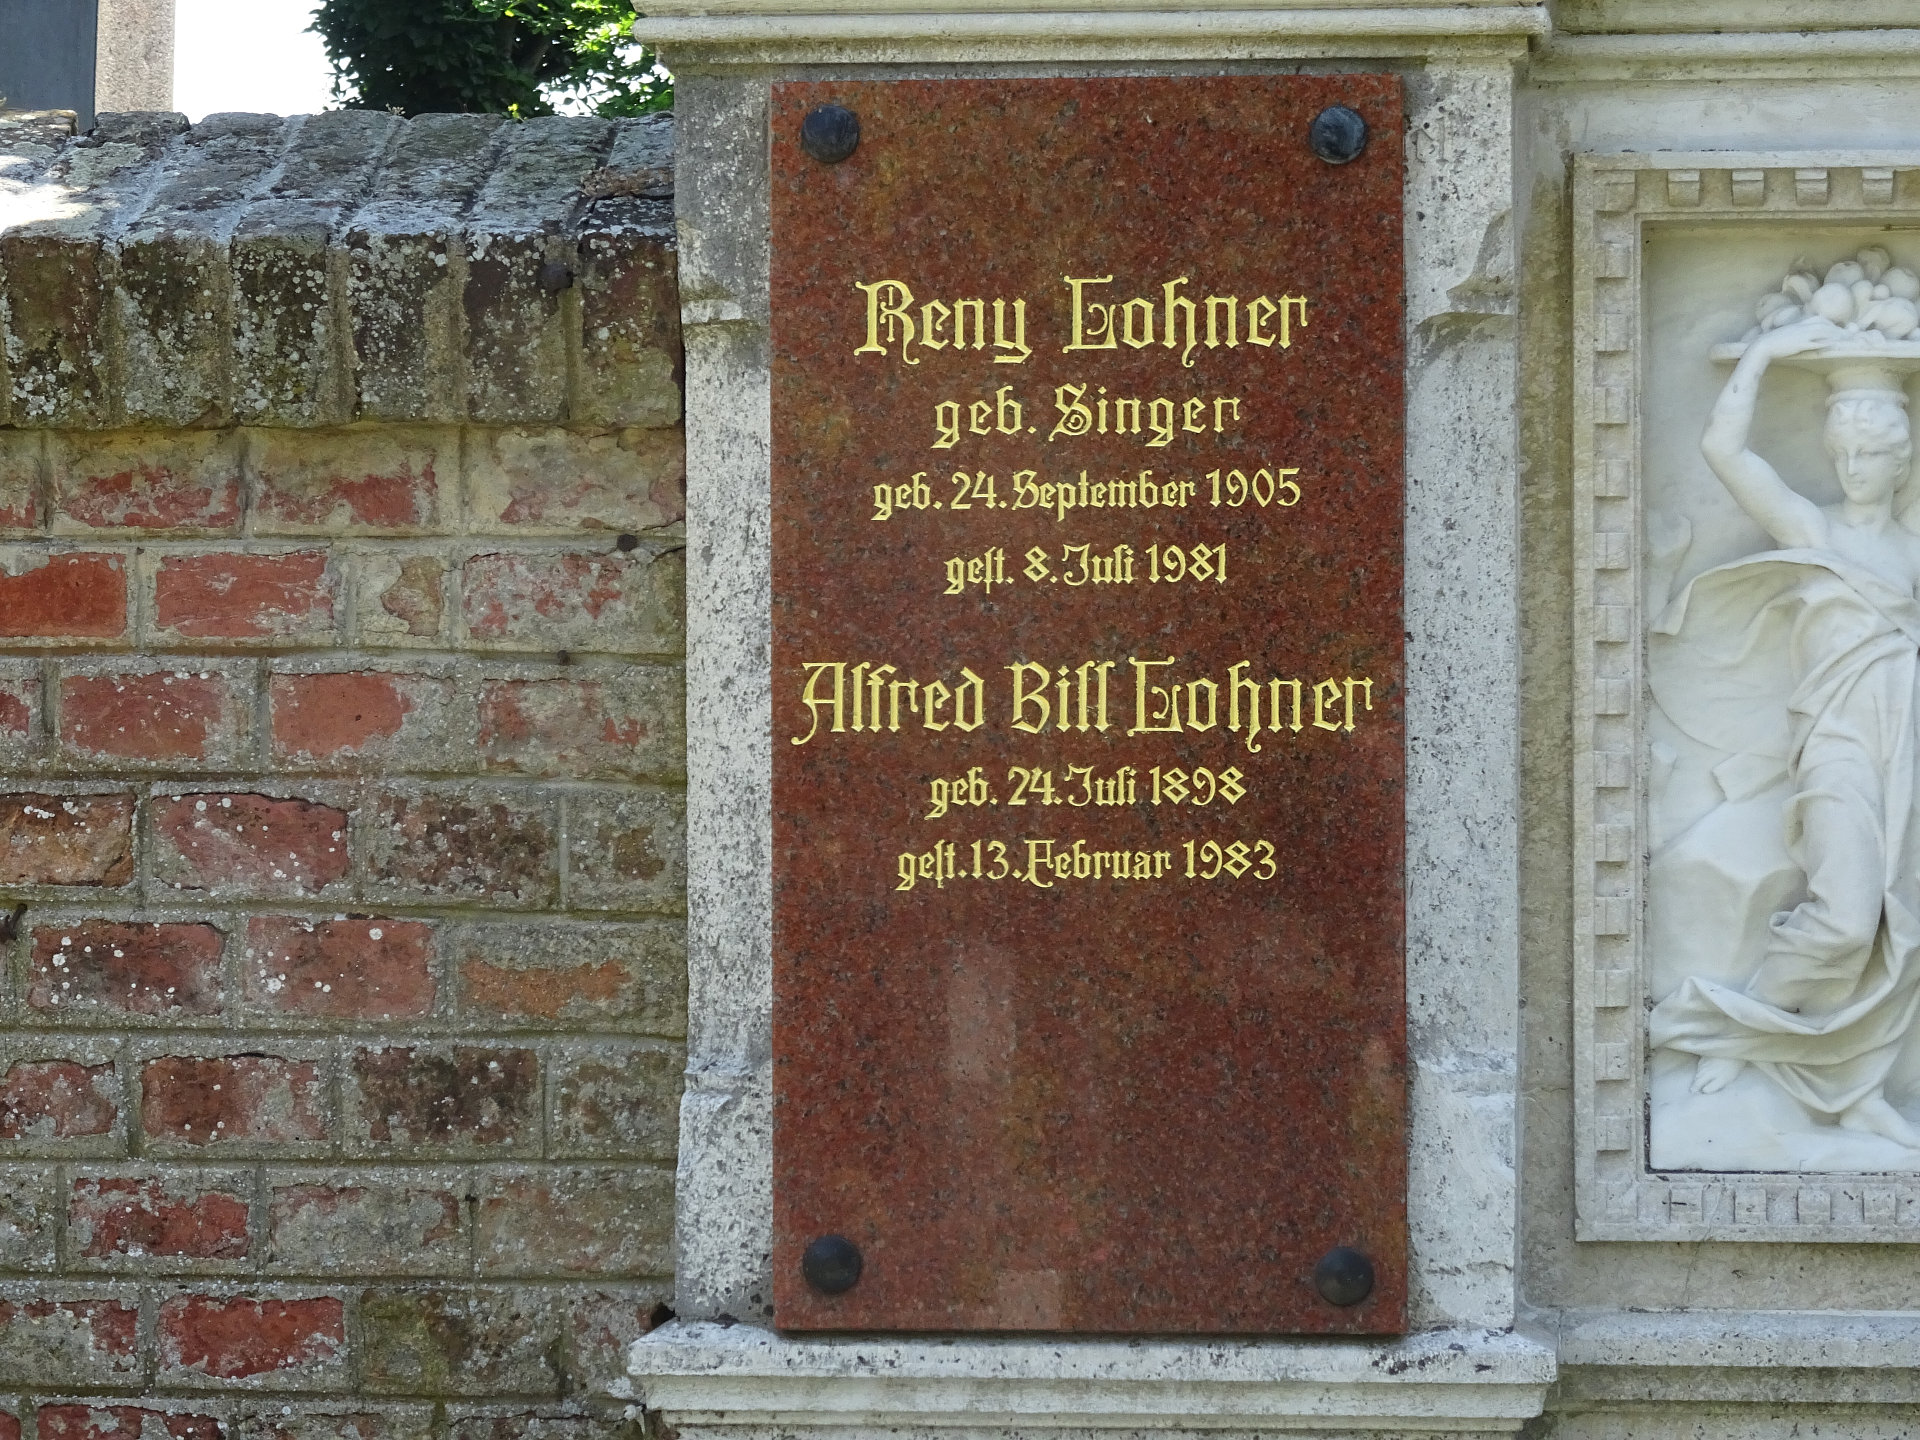 Reny Lohner
geb. Singer
geb. 24. September 1905
gest. 8. Juli 1981
Alfred Bill Lohner
geb. 24. Juli 1898
gest. 13. Februar 1983